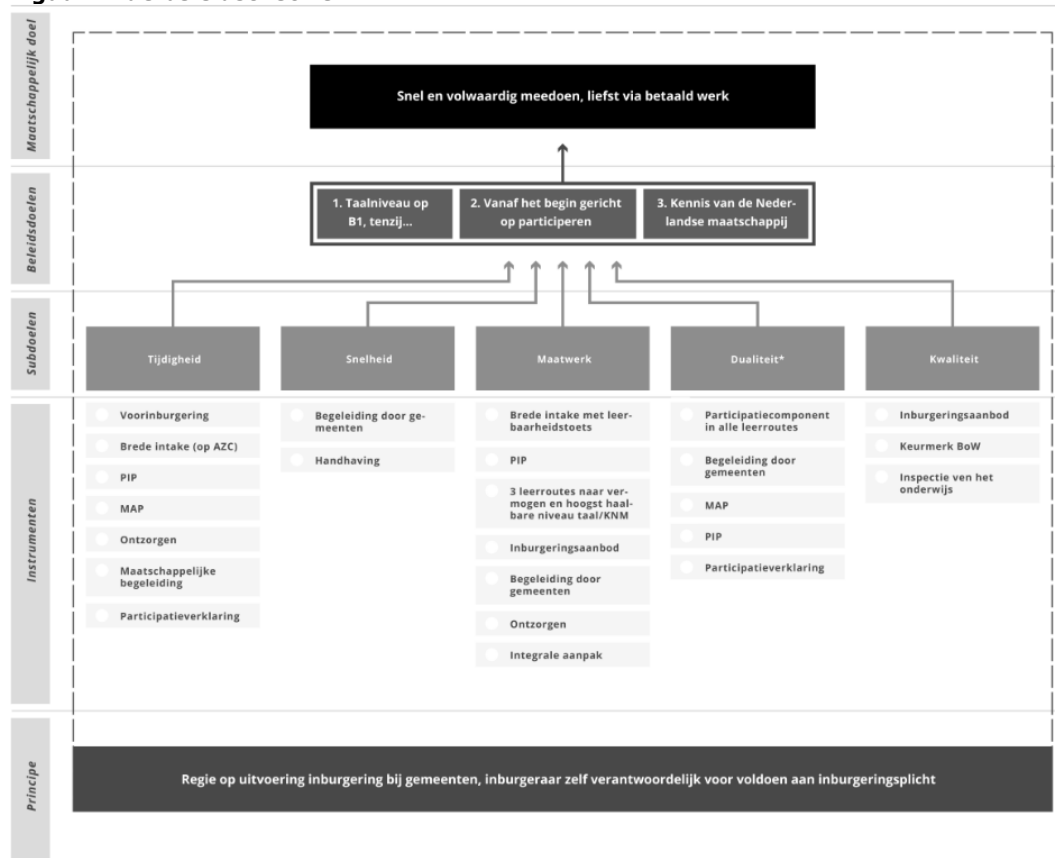 Maatschappelijk doel
Snel en volwaardig meedoen, liefst via betaald werk
Beleidsdoelen
1. Taalniveau op
B1, tenzij...
2. Vanaf het begin gericht
op participeren
3. Kennis van de Neder-
landse maatschappij
Subdoelen
Tijdigheid
Snelheid
Maatwerk
Dualiteit*
Kwaliteit
Instrumenten
Voorinburgering
Brede intake (op AZC)
PIP
MAP
Ontzorgen
Maatschappelijke
begeleiding
Participatieverklaring
Begeleiding door ge-
meenten
Handhaving
Brede intake met leer-
baarheidstoets
PIP
3 leerroutes naar ver-
mogen en hoogst haal-
bare niveau taal/KNM
Inburgeringsaanbod
Begeleiding door
gemeenten
Ontzorgen
Integrale aanpak
Participatiecomponent
in alle leerroutes
Begeleiding door
gemeenten
MAP
PIP
Participatieverklaring
Inburgeringsaanbod
Keurmerk BoW
Inspectie ven het
onderwijs
Principe
Regie op uitvoering inburgering bij gemeenten, inburgeraar zelf verantwoordelijk voor voldoen aan inburgeringsplicht